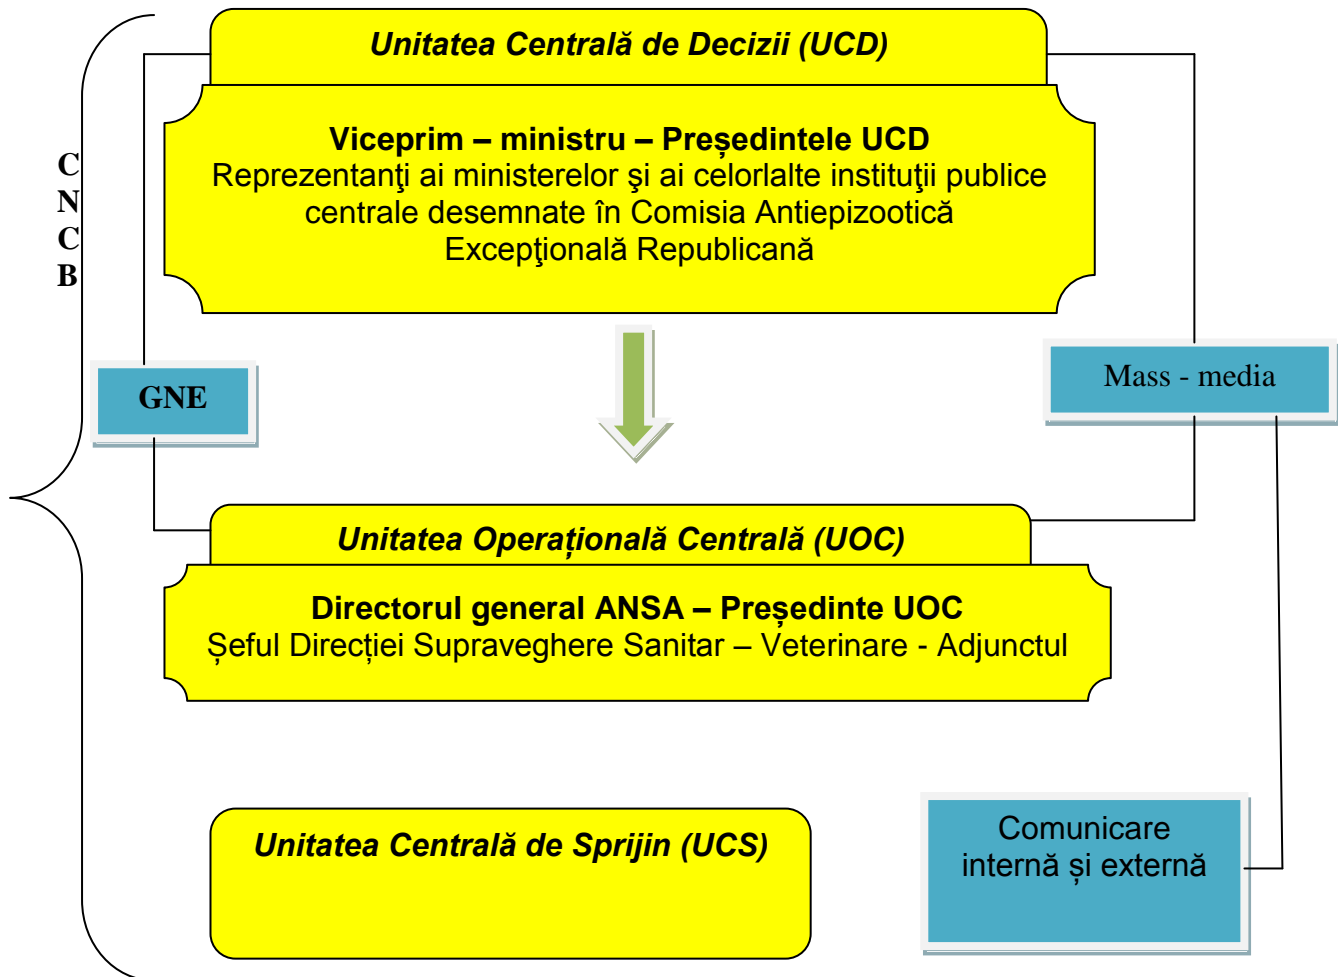 Unitatea Centrală de Decizii (UCD)
Viceprim – ministru – Președintele UCD
Reprezentanţi ai ministerelor şi ai celorlalte instituţii publice
centrale desemnate în Comisia Antiepizootică
Excepţională Republicană
C
N
C
B
GNE
Mass - media
Unitatea Operațională Centrală (UOC)
Directorul general ANSA – Președinte UOC
Șeful Direcției Supraveghere Sanitar – Veterinare - Adjunctul
Unitatea Centrală de Sprijin (UCS)
Comunicare
internă și externă